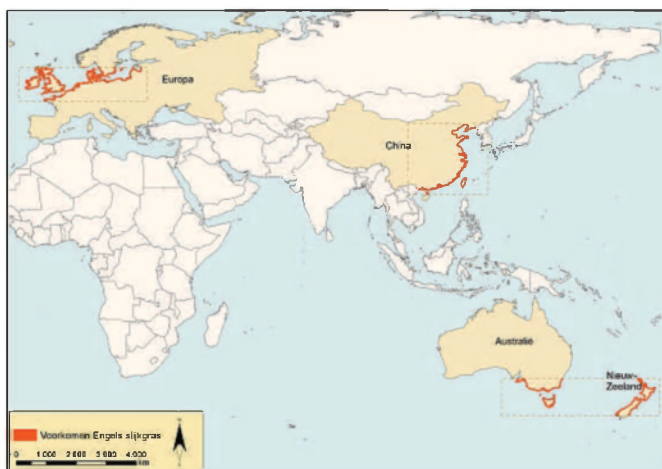 Europa
China
Australië
Nieuw-
Zeeland
Voorkomen Engels slijkgras
0 1.000 2.000 3.000 4.000
km